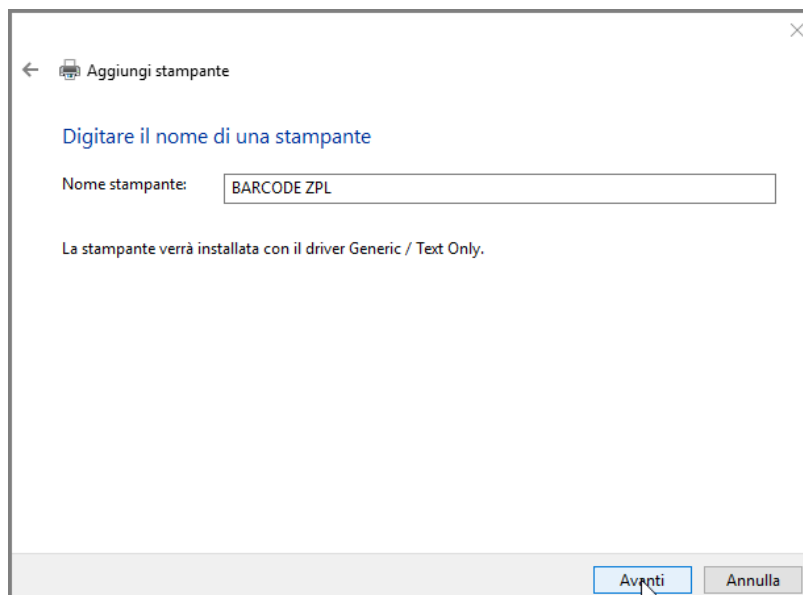 Aggiungi stampante
Digitare il nome di una stampante
Nome stampante: BARCODE ZPL
La stampante verrà installata con il driver Generic / Text Only.
Avanti Annulla